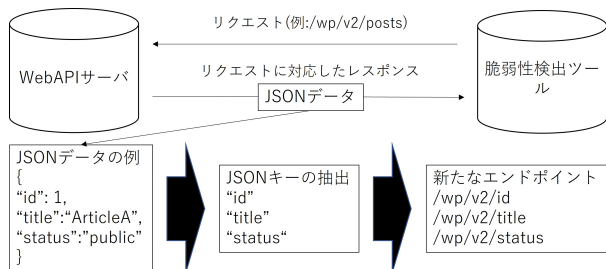 リクエスト(例:/wp/v2/posts)
WebAPIサーバ
リクエストに対応したレスポンス
JSONデータ
脆弱性検出ツー
ル
JSONデータの例
{
“id”: 1,
“title”:“ArticleA”,
“status”:”public”
}
JSONキーの抽出
“id”
“title”
“status“
新たなエンドポイント
/wp/v2/id
/wp/v2/title
/wp/v2/status